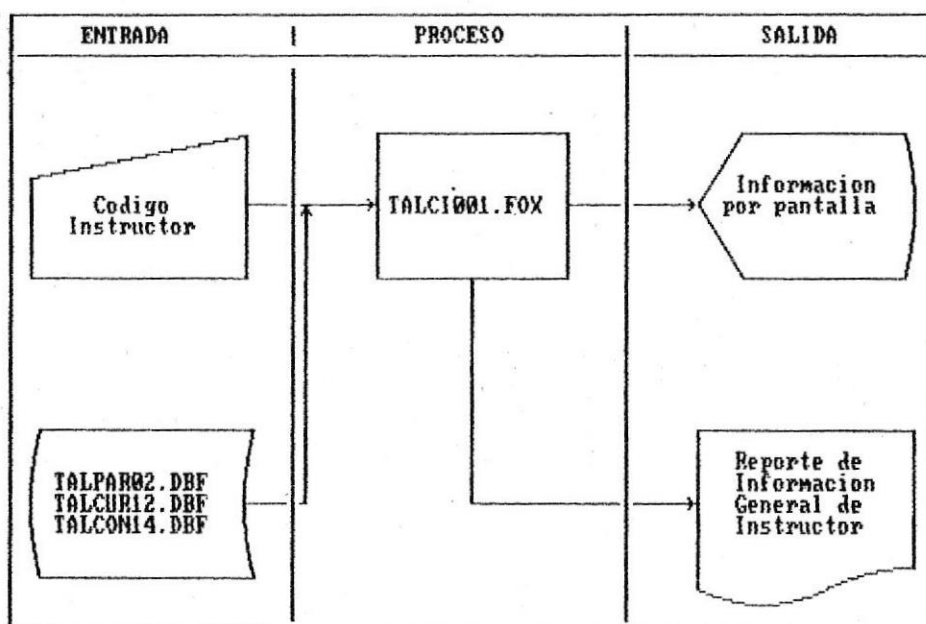 ENTRADA
PROCESO
SALIDA
Codigo
Instructor
TALCI001.FOX
Informacion
por pantalla
TALPAR02.DBF
TALCUR12.DBF
TALCON14.DBF
Reporte de
Informacion
General de
Instructor